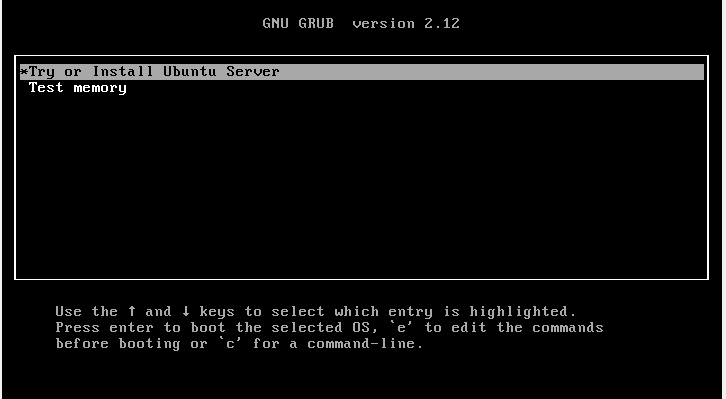 GNU GRUB  version 2.12
*Try or Install Ubuntu Server
Test memory
Use the ↑ and ↓ keys to select which entry is highlighted.
Press enter to boot the selected OS, `e' to edit the commands
before booting or `c' for a command-line.